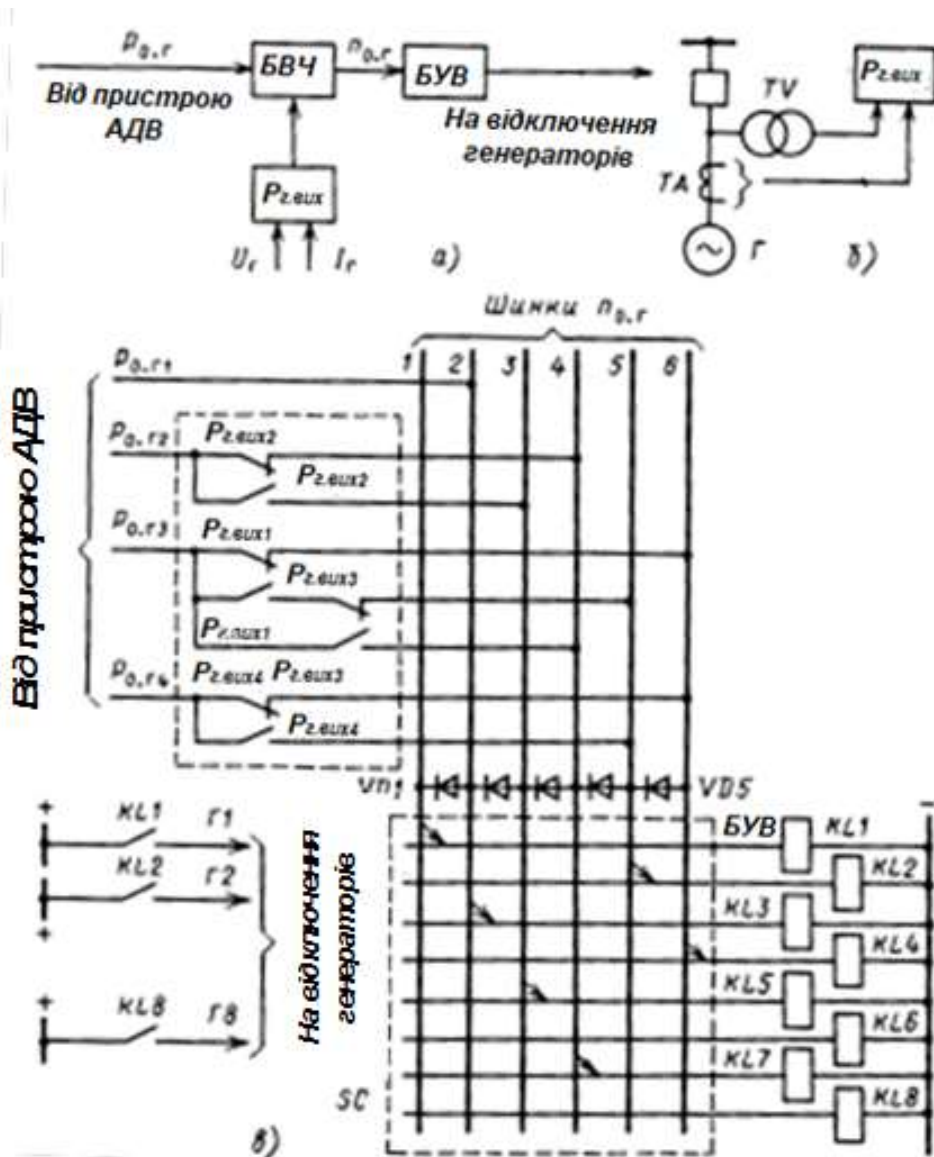 Pо.г
БВЧ
nо.г
БУВ
Від пристрою
АДВ
На відключення
генераторів
Pг.вих
Uг
Iг
а)
TV
Pг.вих
TA
Г
б)
Шинки nо.г
1 2 3 4 5 6
Від пристрою АДВ
Pо.г1
Pо.г2
Pг.вих2
Pг.вих2
Pо.г3
Pг.вих1
Pг.вих3
Pг.вих1
Pо.г4
Pг.вих4 Pг.вих3
Pг.вих4
VD1
VD5
+
KL1 Г1
KL2 Г2
+
+
KL8 Г8
На відключення
генераторів
БУВ
–
KL1
KL2
KL3
KL4
KL5
KL6
KL7
KL8
SC
в)